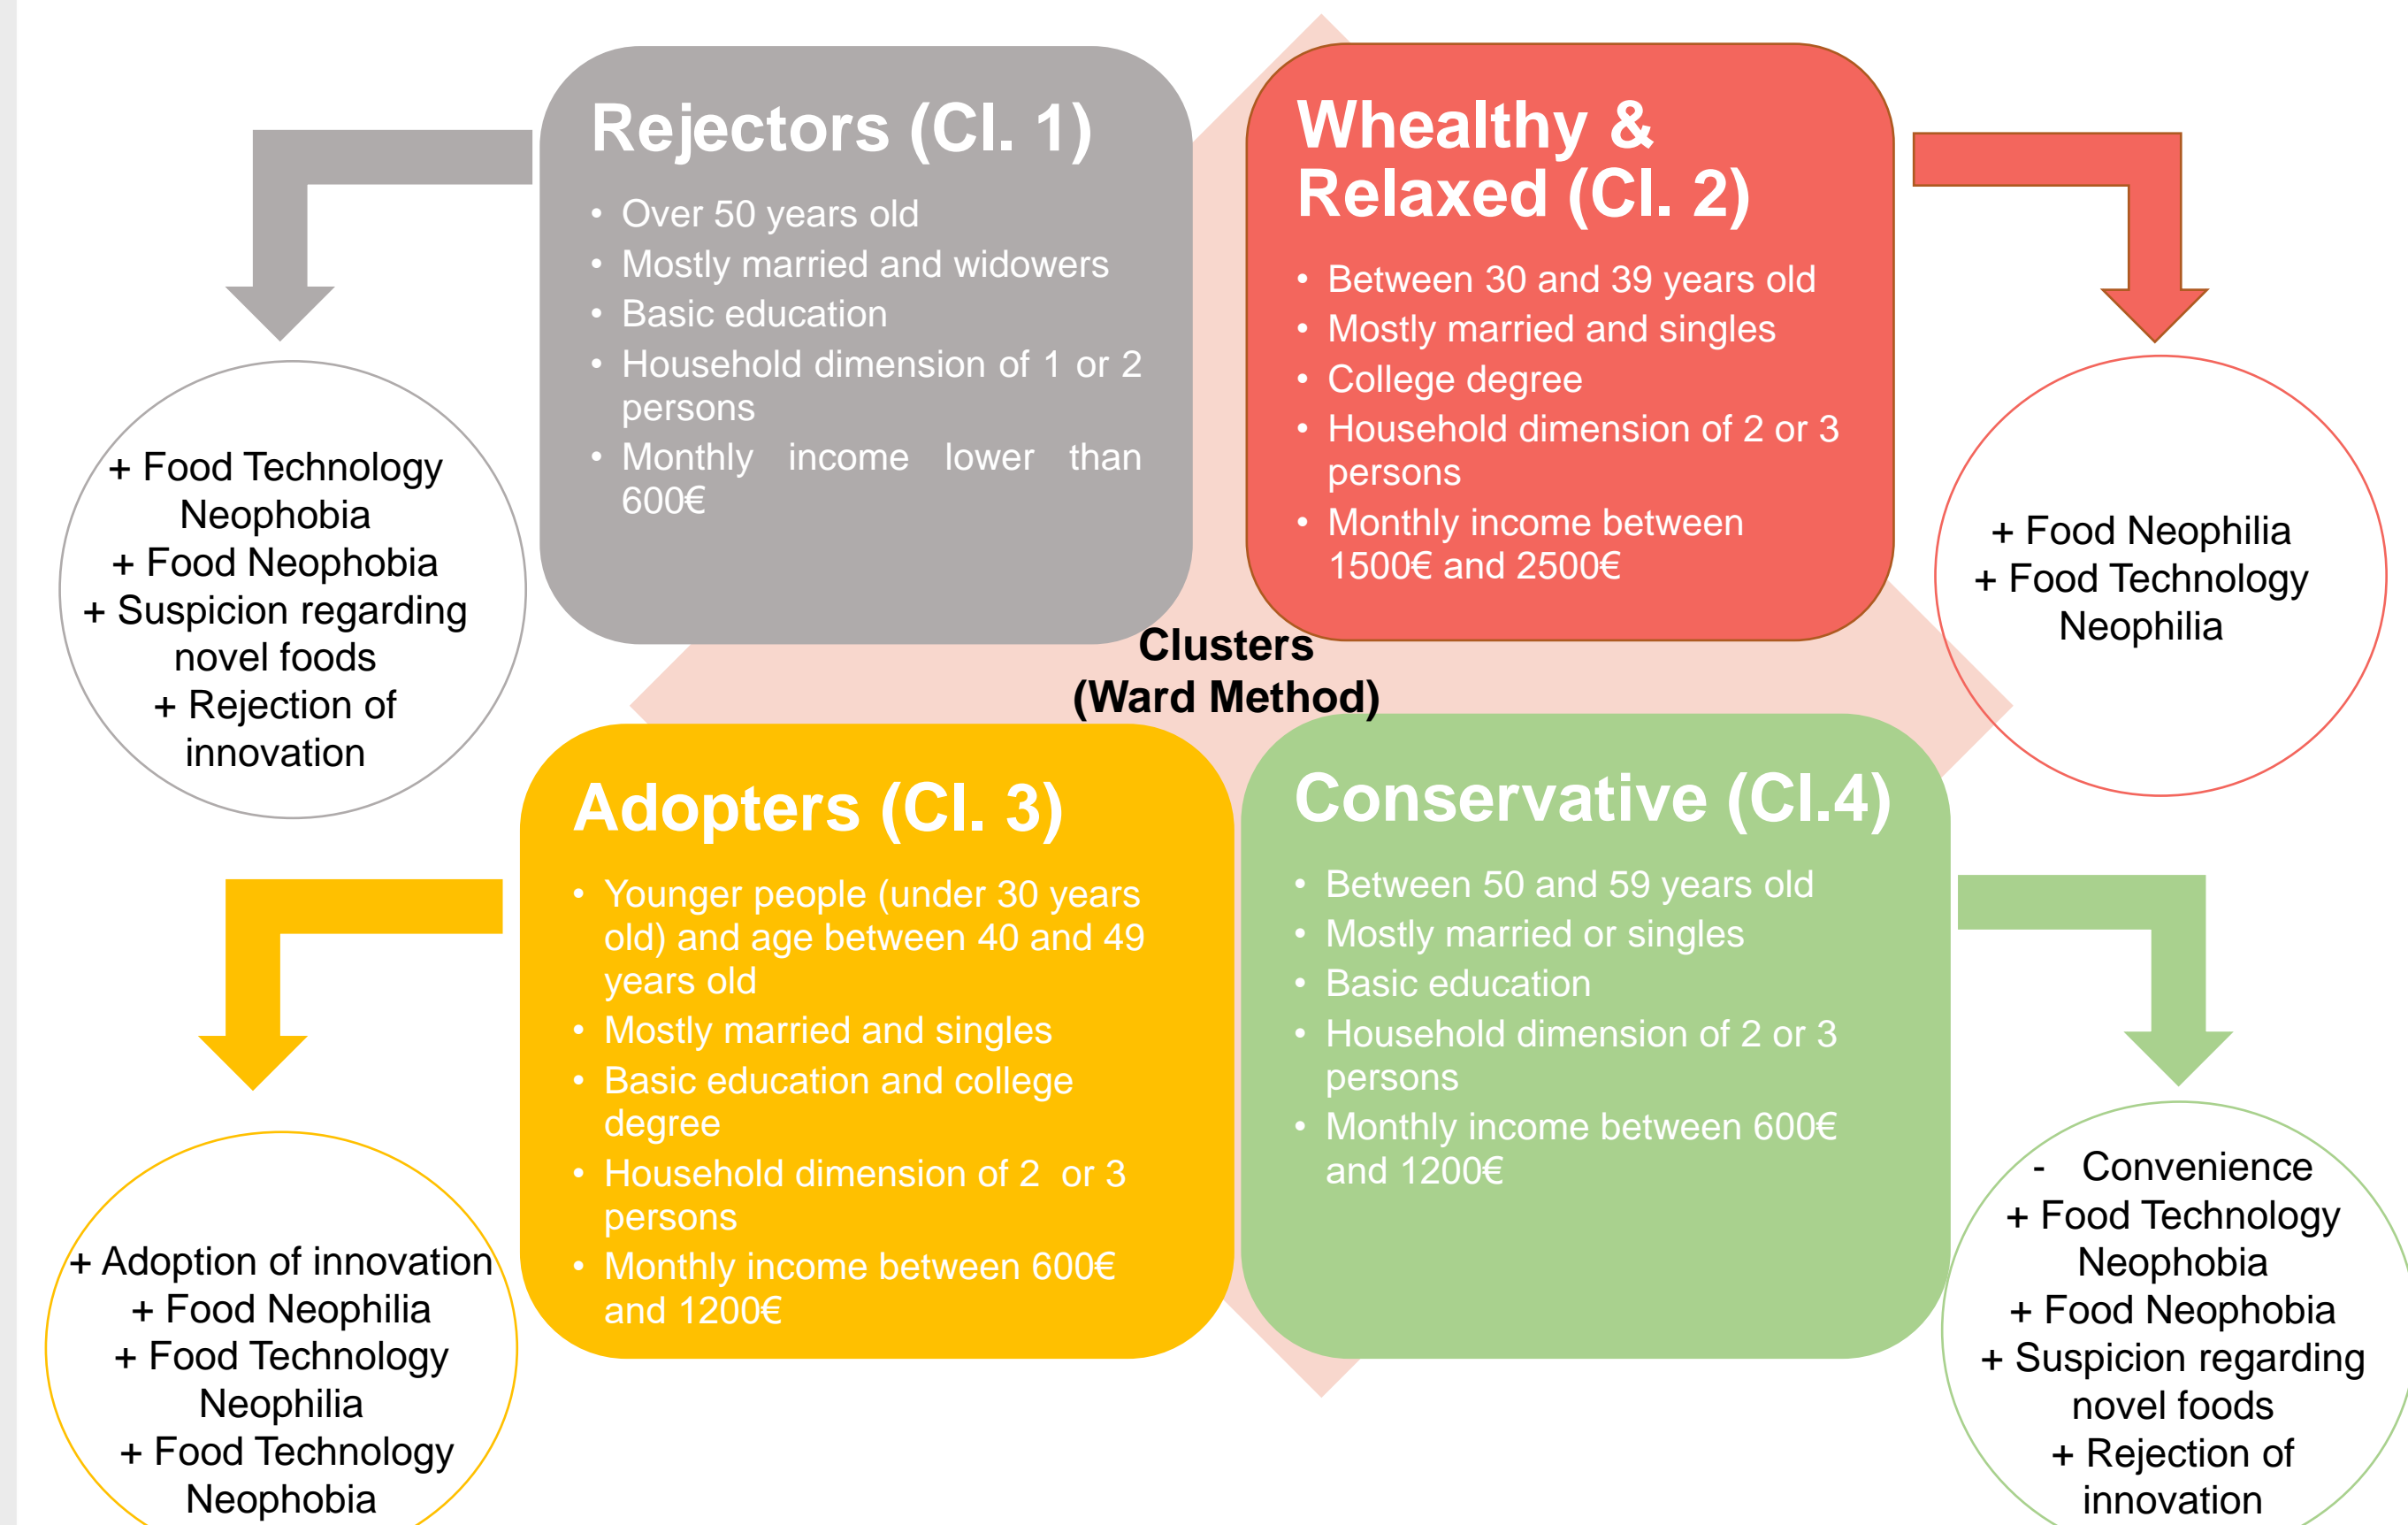 Rejectors (Cl. 1)
• Over 50 years old
• Mostly married and widowers
• Basic education
• Household dimension of 1 or 2
persons
• Monthly income lower than
600€
+ Food Technology
Neophobia
+ Food Neophobia
+ Suspicion regarding
novel foods
+ Rejection of
innovation
Whealthy &
Relaxed (Cl. 2)
• Between 30 and 39 years old
• Mostly married and singles
• College degree
• Household dimension of 2 or 3
persons
• Monthly income between
1500€ and 2500€
+ Food Neophilia
+ Food Technology
Neophilia
Clusters
(Ward Method)
Adopters (Cl. 3)
• Younger people (under 30 years
old) and age between 40 and 49
years old
• Mostly married and singles
• Basic education and college
degree
• Household dimension of 2 or 3
persons
• Monthly income between 600€
and 1200€
+ Adoption of innovation
+ Food Neophilia
+ Food Technology
Neophilia
+ Food Technology
Neophobia
Conservative (Cl.4)
• Between 50 and 59 years old
• Mostly married or singles
• Basic education
• Household dimension of 2 or 3
persons
• Monthly income between 600€
and 1200€
- Convenience
+ Food Technology
Neophobia
+ Food Neophobia
+ Suspicion regarding
novel foods
+ Rejection of
innovation